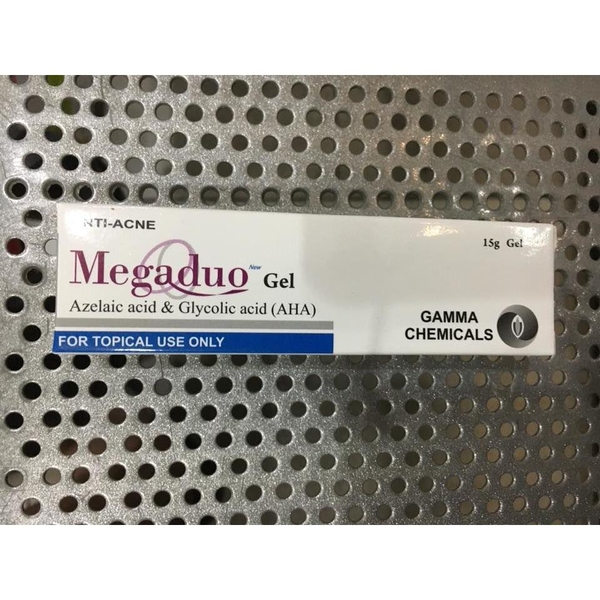 NTI-ACNE
15g Gel
Megaduo New Gel
Azelaic acid & Glycolic acid (AHA)
FOR TOPICAL USE ONLY
GAMMA
CHEMICALS